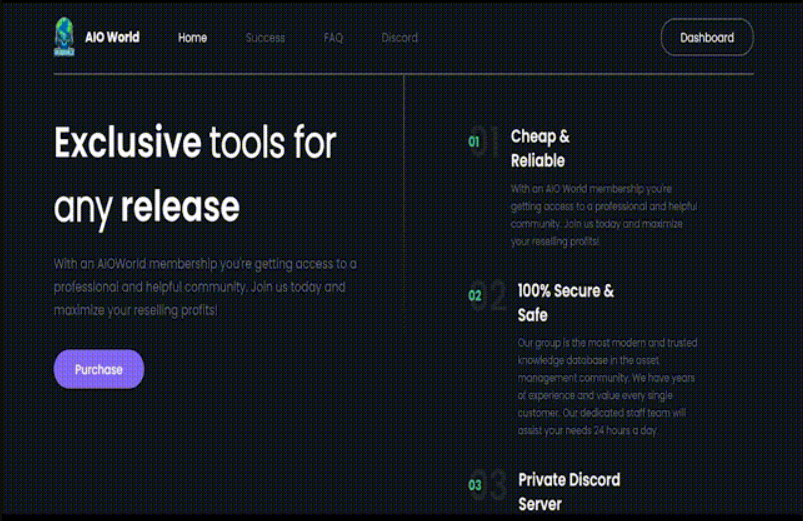 AIO World
Home
Success
FAQ
Discord
Dashboard
Exclusive tools for
any release
With an AIOWorld membership you're getting access to a
professional and helpful community. Join us today and
maximize your reselling profits!
Purchase
01
Cheap &
Reliable
With an AIO World membership you're
getting access to a professional and helpful
community. Join us today and maximize
your reselling profits!
02
100% Secure &
Safe
Our group is the most modern and trusted
knowledge database in the asset
management community. We have years
of experience and value every single
customer. Our dedicated staff team will
assist your needs 24 hours a day.
03
Private Discord
Server